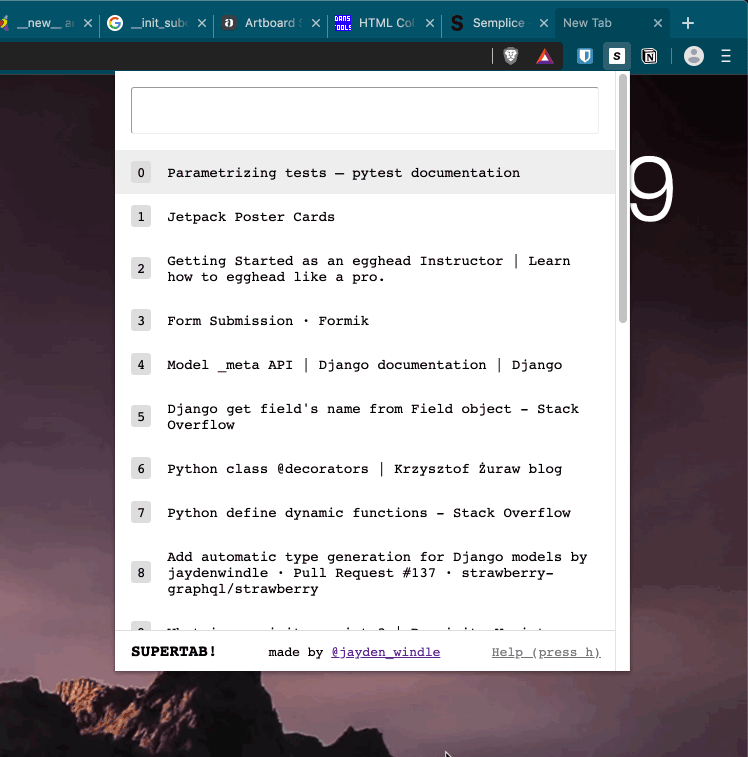 __new__ a
__init_sub
Artboard S
HTML Col
Semplice
New Tab
9
0 Parametrizing tests — pytest documentation
1 Jetpack Poster Cards
2 Getting Started as an egghead Instructor | Learn
how to egghead like a pro.
3 Form Submission · Formik
4 Model _meta API | Django documentation | Django
5 Django get field's name from Field object - Stack
Overflow
6 Python class @decorators | Krzysztof Żuraw blog
7 Python define dynamic functions - Stack Overflow
8 Add automatic type generation for Django models by
jaydenwindle · Pull Request #137 · strawberry-
graphql/strawberry
SUPERTAB! made by @jayden_windle Help (press h)